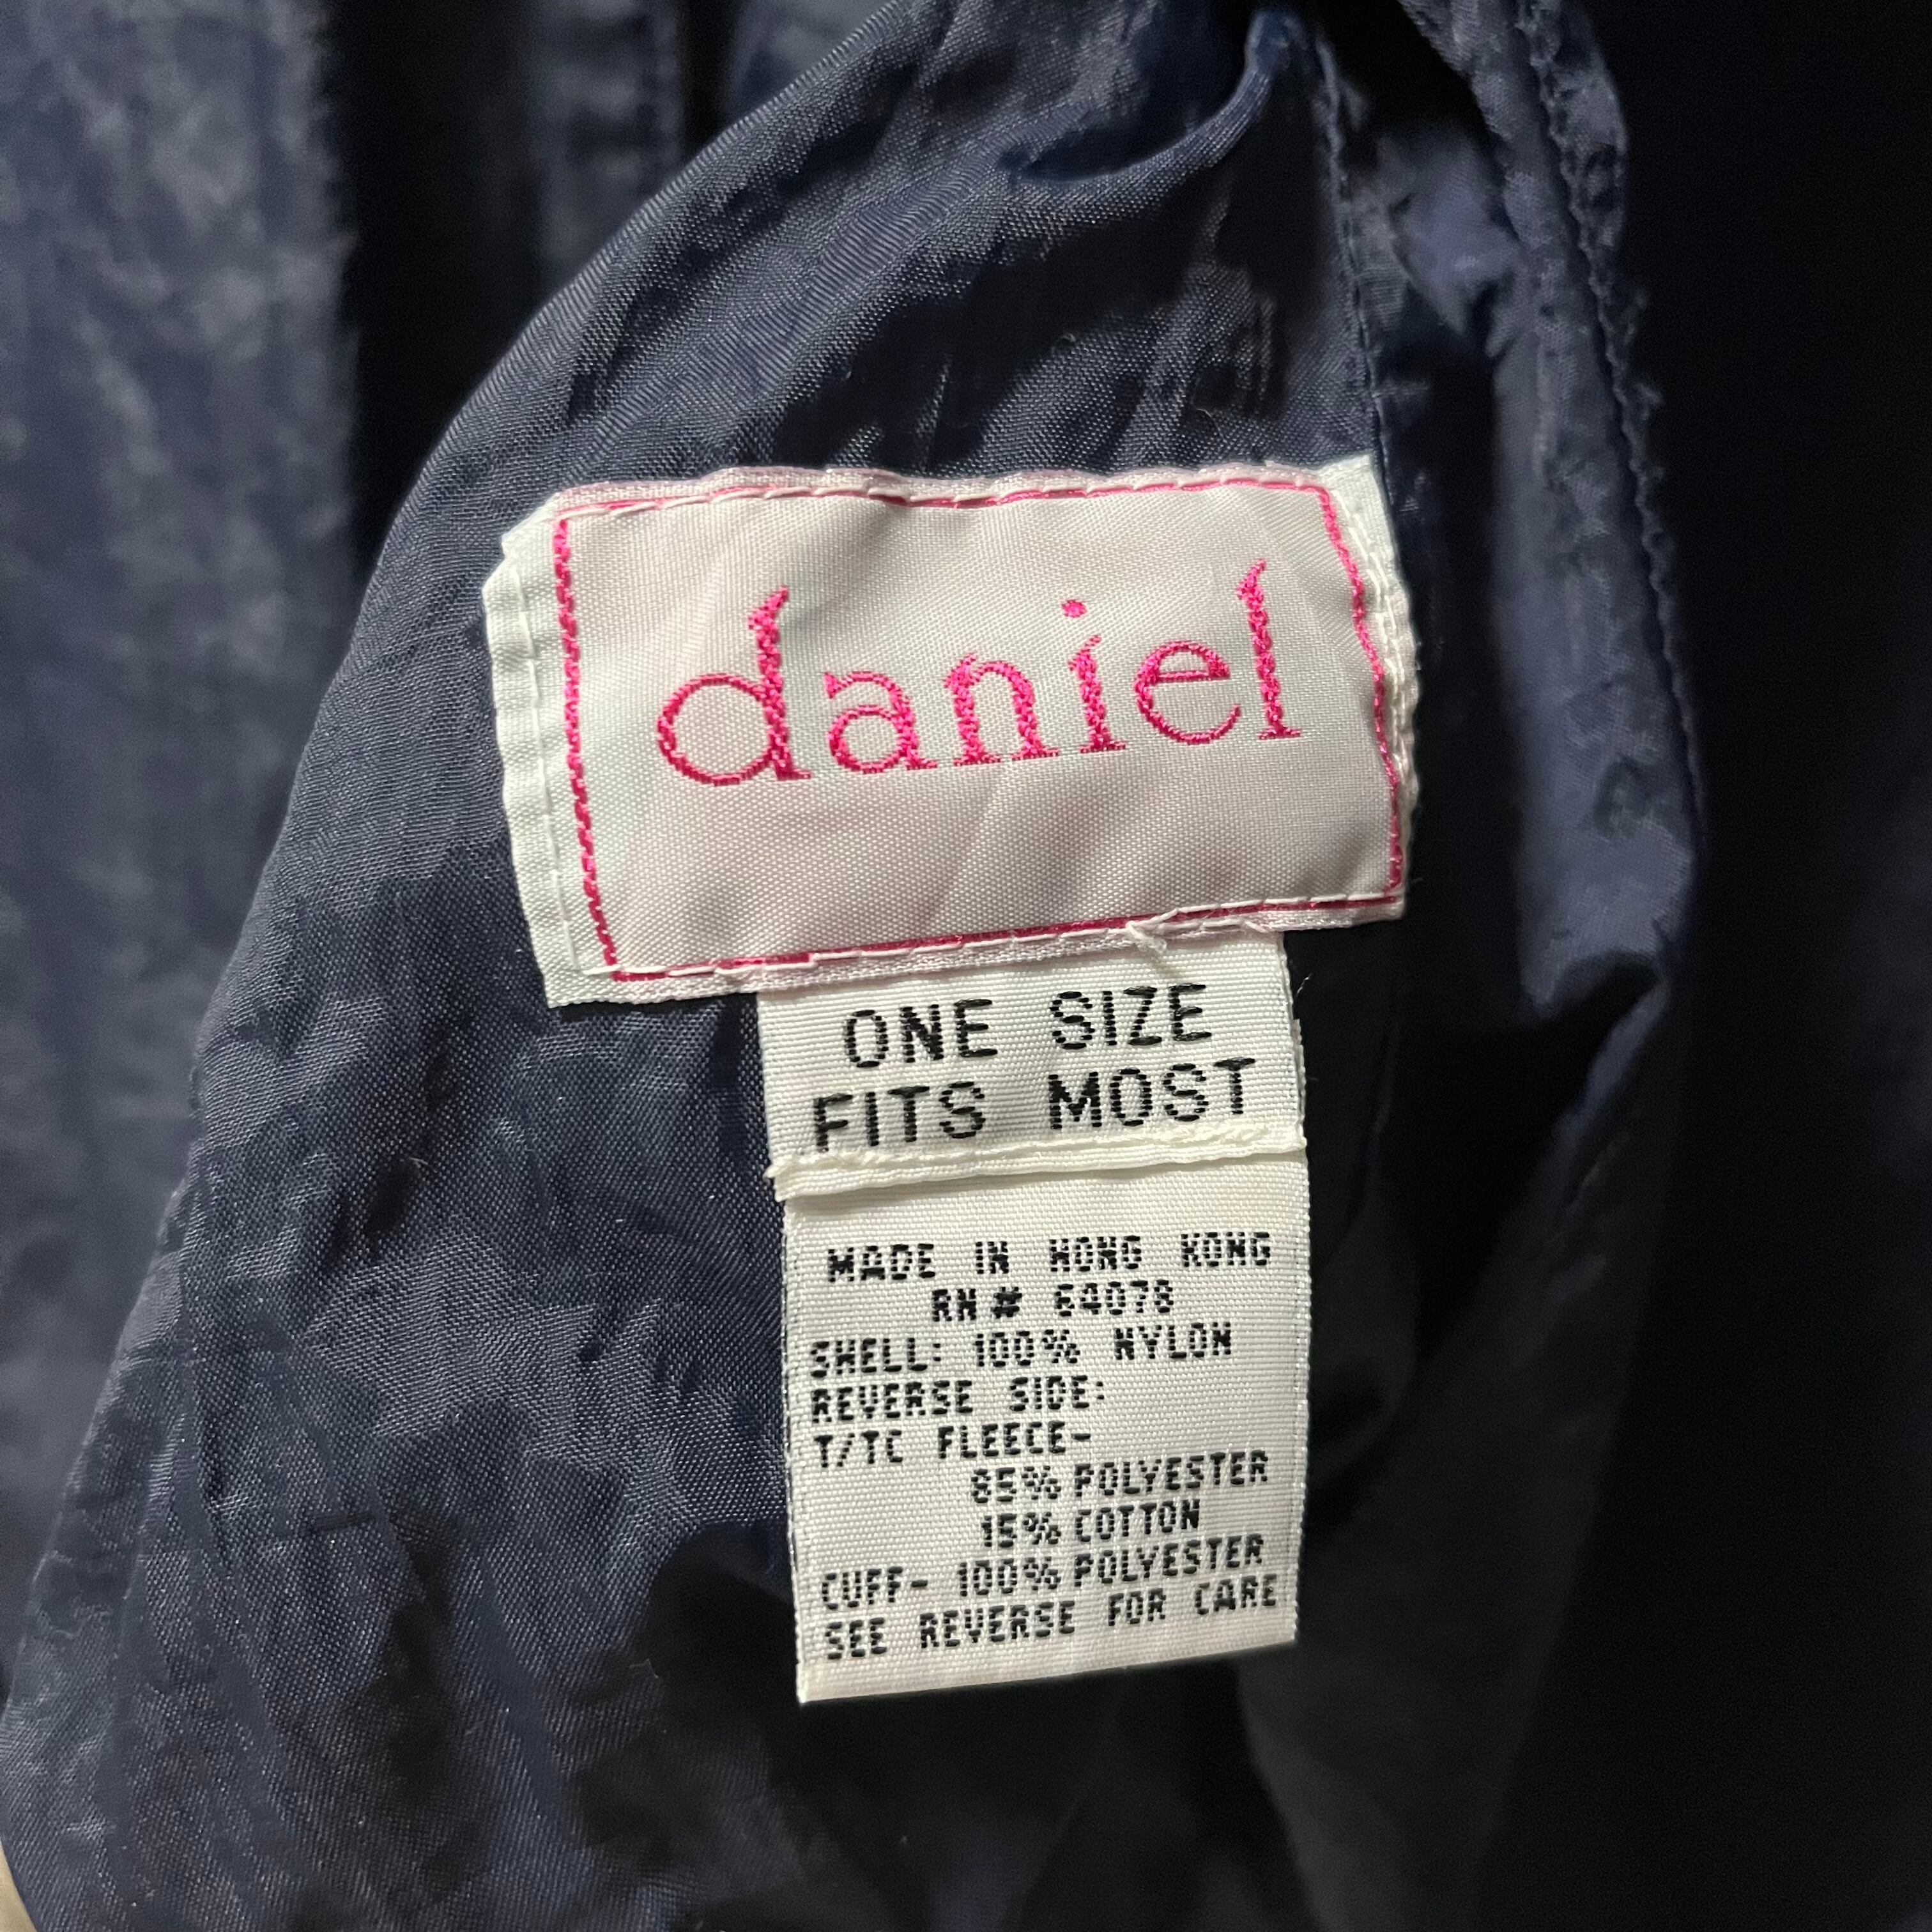 daniel
ONE SIZE
FITS MOST
MADE IN HONG KONG
RN# 64078
SHELL: 100% NYLON
REVERSE SIDE:
T/TC FLEECE-
85% POLYESTER
15% COTTON
CUFF- 100% POLYESTER
SEE REVERSE FOR CARE